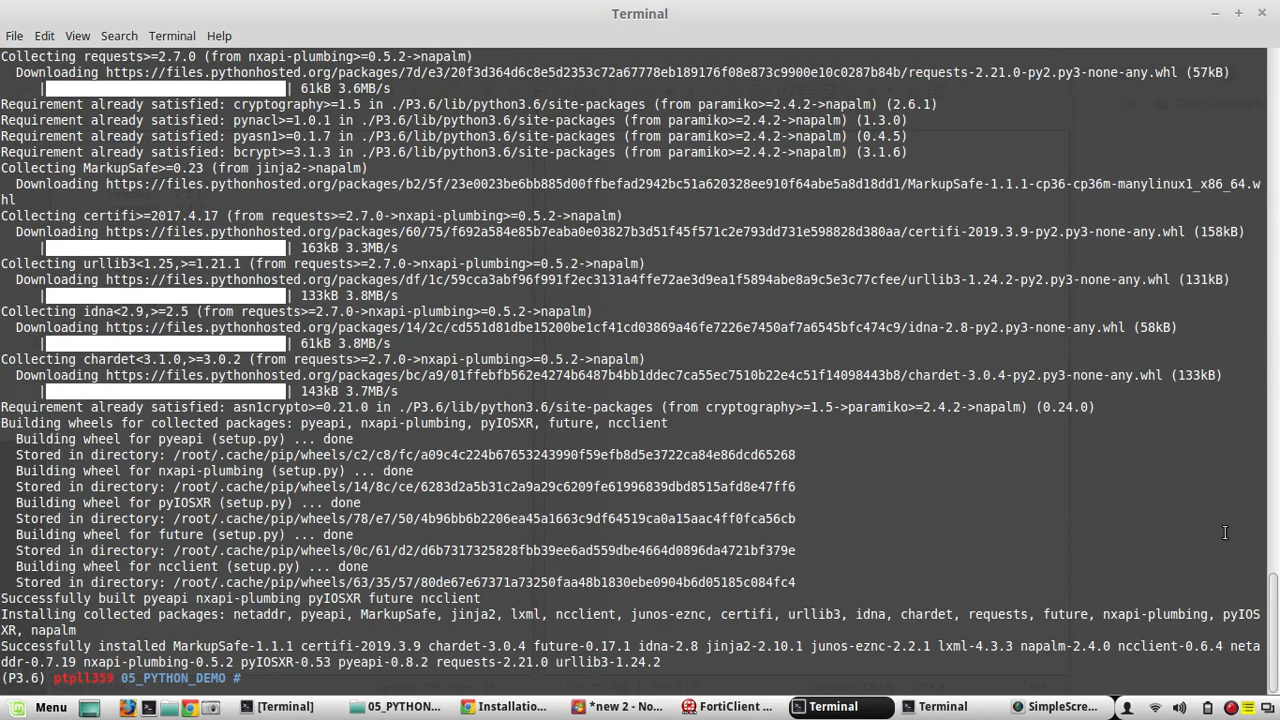 Terminal
File Edit View Search Terminal Help
Collecting requests>=2.7.0 (from nxapi-plumbing>=0.5.2->napalm)
Downloading https://files.pythonhosted.org/packages/7d/e3/20f3d364d6c8e5d2353c72a67778eb189176f08e873c9900e10c0287b84b/requests-2.21.0-py2.py3-none-any.whl (57kB)
| | 61kB 3.6MB/s
Requirement already satisfied: cryptography>=1.5 in ./P3.6/lib/python3.6/site-packages (from paramiko>=2.4.2->napalm) (2.6.1)
Requirement already satisfied: pynacl>=1.0.1 in ./P3.6/lib/python3.6/site-packages (from paramiko>=2.4.2->napalm) (1.3.0)
Requirement already satisfied: pyasn1>=0.1.7 in ./P3.6/lib/python3.6/site-packages (from paramiko>=2.4.2->napalm) (0.4.5)
Requirement already satisfied: bcrypt>=3.1.3 in ./P3.6/lib/python3.6/site-packages (from paramiko>=2.4.2->napalm) (3.1.6)
Collecting MarkupSafe>=0.23 (from jinja2->napalm)
Downloading https://files.pythonhosted.org/packages/b2/5f/23e0023be6bb885d00ffbefad2942bc51a620328ee910f64abe5a8d18dd1/MarkupSafe-1.1.1-cp36-cp36m-manylinux1_x86_64.w
hl
Collecting certifi>=2017.4.17 (from requests>=2.7.0->nxapi-plumbing>=0.5.2->napalm)
Downloading https://files.pythonhosted.org/packages/60/75/f692a584e85b7eaba0e03827b3d51f45f571c2e793dd731e598828d380aa/certifi-2019.3.9-py2.py3-none-any.whl (158kB)
| | 163kB 3.3MB/s
Collecting urllib3<1.25,>=1.21.1 (from requests>=2.7.0->nxapi-plumbing>=0.5.2->napalm)
Downloading https://files.pythonhosted.org/packages/df/1c/59cca3abf96f991f2ec3131a4ffe72ae3d9ea1f5894abe8a9c5e3c77cfee/urllib3-1.24.2-py2.py3-none-any.whl (131kB)
| | 133kB 3.8MB/s
Collecting idna<2.9,>=2.5 (from requests>=2.7.0->nxapi-plumbing>=0.5.2->napalm)
Downloading https://files.pythonhosted.org/packages/14/2c/cd551d81dbe15200be1cf41cd03869a46fe7226e7450af7a6545bfc474c9/idna-2.8-py2.py3-none-any.whl (58kB)
| | 61kB 3.8MB/s
Collecting chardet<3.1.0,>=3.0.2 (from requests>=2.7.0->nxapi-plumbing>=0.5.2->napalm)
Downloading https://files.pythonhosted.org/packages/bc/a9/01ffebfb562e4274b6487b4bb1ddec7ca55ec7510b22e4c51f14098443b8/chardet-3.0.4-py2.py3-none-any.whl (133kB)
| | 143kB 3.7MB/s
Requirement already satisfied: asn1crypto>=0.21.0 in ./P3.6/lib/python3.6/site-packages (from cryptography>=1.5->paramiko>=2.4.2->napalm) (0.24.0)
Building wheels for collected packages: pyeapi, nxapi-plumbing, pyIOSXR, future, ncclient
Building wheel for pyeapi (setup.py) ... done
Stored in directory: /root/.cache/pip/wheels/c2/c8/fc/a09c4c224b67653243990f59efb8d5e3722ca84e86dcd65268
Building wheel for nxapi-plumbing (setup.py) ... done
Stored in directory: /root/.cache/pip/wheels/14/8c/ce/6283d2a5b31c2a9a29c6209fe61996839dbd8515afd8e47ff6
Building wheel for pyIOSXR (setup.py) ... done
Stored in directory: /root/.cache/pip/wheels/78/e7/50/4b96bb6b2206ea45a1663c9df64519ca0a15aac4ff0fca56cb
Building wheel for future (setup.py) ... done
Stored in directory: /root/.cache/pip/wheels/0c/61/d2/d6b7317325828fbb39ee6ad559dbe4664d0896da4721bf379e
Building wheel for ncclient (setup.py) ... done
Stored in directory: /root/.cache/pip/wheels/63/35/57/80de67e67371a73250faa48b1830ebe0904b6d05185c084fc4
Successfully built pyeapi nxapi-plumbing pyIOSXR future ncclient
Installing collected packages: netaddr, pyeapi, MarkupSafe, jinja2, lxml, ncclient, junos-eznc, certifi, urllib3, idna, chardet, requests, future, nxapi-plumbing, pyIOS
XR, napalm
Successfully installed MarkupSafe-1.1.1 certifi-2019.3.9 chardet-3.0.4 future-0.17.1 idna-2.8 jinja2-2.10.1 junos-eznc-2.2.1 lxml-4.3.3 napalm-2.4.0 ncclient-0.6.4 neta
ddr-0.7.19 nxapi-plumbing-0.5.2 pyIOSXR-0.53 pyeapi-0.8.2 requests-2.21.0 urllib3-1.24.2
(P3.6) ptpll359 05_PYTHON_DEMO #
Menu [Terminal] 05_PYTHON... Installatio... *new 2 - No... FortiClient ... Terminal Terminal SimpleScre...